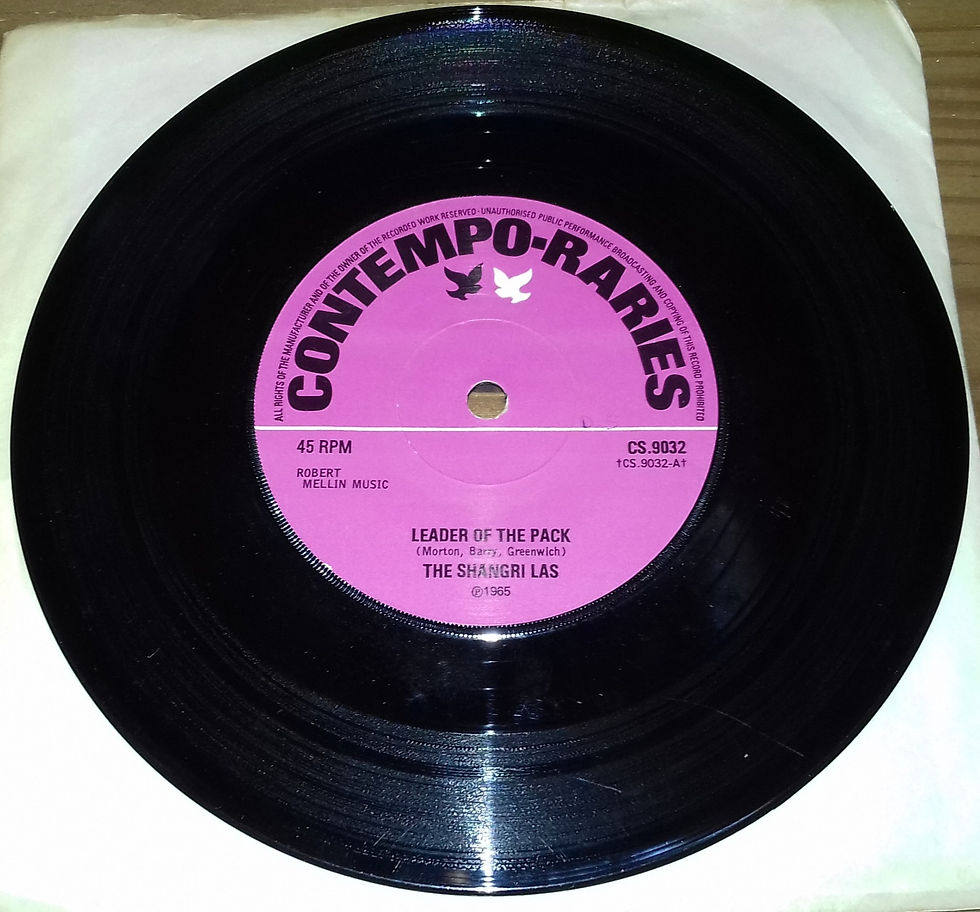 ALL RIGHTS OF THE MANUFACTURER AND OF THE OWNER OF THE RECORDED WORK RESERVED · UNAUTHORISED PUBLIC PERFORMANCE BROADCASTING AND COPYING OF THIS RECORD PROHIBITED
CONTEMPO-RARIES
45 RPM
CS.9032
†CS.9032-A†
ROBERT
MELLIN MUSIC
LEADER OF THE PACK
(Morton, Barry, Greenwich)
THE SHANGRI LAS
℗1965